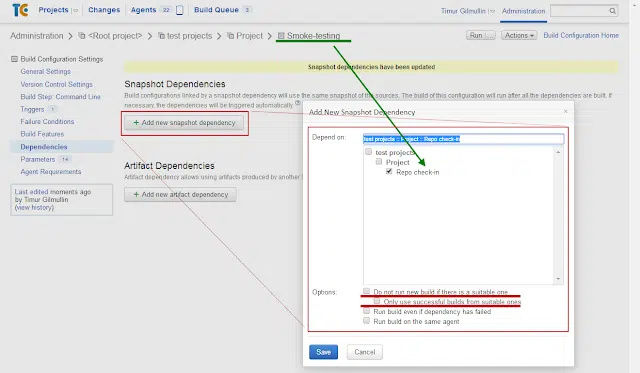 TC Projects Changes Agents 22 Build Queue 3 Timur Gilmullin Administration
Administration > <Root project> > test projects > Project > Smoke-testing Run ... Actions Build Configuration Home
Build Configuration Settings
General Settings
Version Control Settings
Build Step: Command Line
Triggers 1
Failure Conditions
Build Features
Dependencies
Parameters
Agent Requirements
Last edited moments ago
by Timur Gilmullin
(view history)
Snapshot dependencies have been updated
Snapshot Dependencies
Build configurations linked by a snapshot dependency will use the same snapshot of the sources. The build of this configuration will run after all the dependencies are built. If
necessary, the dependencies will be triggered automatically.
+ Add new snapshot dependency
Artifact Dependencies
Artifact dependency allows using artifacts produced by another
+ Add new artifact dependency
Add New Snapshot Dependency
Depend on:
test projects :: Project :: Repo check-in
test projects
Project
Repo check-in
Options:
Do not run new build if there is a suitable one
Only use successful builds from suitable ones
Run build even if dependency has failed
Run build on the same agent
Save Cancel